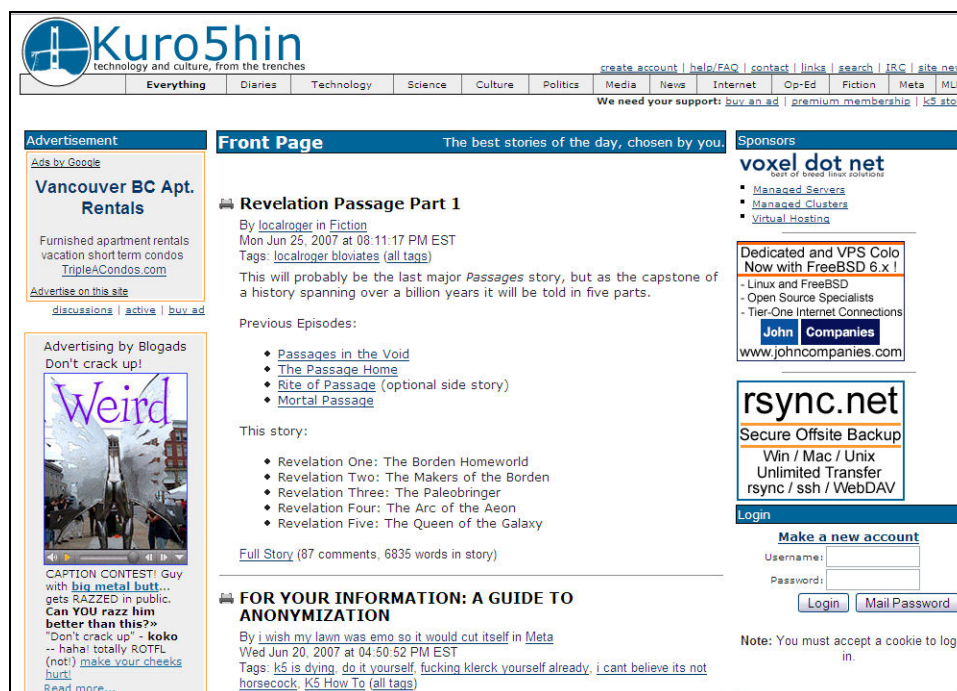 Kuro5hin
technology and culture, from the trenches
create account | help/FAQ | contact | links | search | IRC | site
Everything Diaries Technology Science Culture Politics Media News Internet Op-Ed Fiction Meta
We need your support: buy an ad | premium membership | k5
Advertisement
Ads by Google
Vancouver BC Apt.
Rentals
Furnished apartment rentals
vacation short term condos
TripleACondos.com
Advertise on this site
discussions | active | buy ad
Advertising by Blogads
Don't crack up!
Weird
CAPTION CONTEST! Guy
with big metal butt...
gets RAZZED in public.
Can YOU razz him
better than this?»
"Don't crack up" - koko
-- haha! totally ROTFL
(not!) make your cheeks
hurt!
Read more...
Front Page The best stories of the day, chosen by you.
Revelation Passage Part 1
By localroger in Fiction
Mon Jun 25, 2007 at 08:11:17 PM EST
Tags: localroger bloviates (all tags)
This will probably be the last major Passages story, but as the capstone of
a history spanning over a billion years it will be told in five parts.
Previous Episodes:
Passages in the Void
The Passage Home
Rite of Passage (optional side story)
Mortal Passage
This story:
Revelation One: The Borden Homeworld
Revelation Two: The Makers of the Borden
Revelation Three: The Paleobringer
Revelation Four: The Arc of the Aeon
Revelation Five: The Queen of the Galaxy
Full Story (87 comments, 6835 words in story)
FOR YOUR INFORMATION: A GUIDE TO
ANONYMIZATION
By i wish my lawn was emo so it would cut itself in Meta
Wed Jun 20, 2007 at 04:50:52 PM EST
Tags: k5 is dying, do it yourself, fucking klerck yourself already, i cant believe its not
horsecock, K5 How To (all tags)
Sponsors
voxel dot net
best of breed linux solutions
Managed Servers
Managed Clusters
Virtual Hosting
Dedicated and VPS Colo
Now with FreeBSD 6.x !
- Linux and FreeBSD
- Open Source Specialists
- Tier-One Internet Connections
John Companies
www.johncompanies.com
rsync.net
Secure Offsite Backup
Win / Mac / Unix
Unlimited Transfer
rsync / ssh / WebDAV
Login
Make a new account
Username:
Password:
Login Mail Password
Note: You must accept a cookie to log
in.